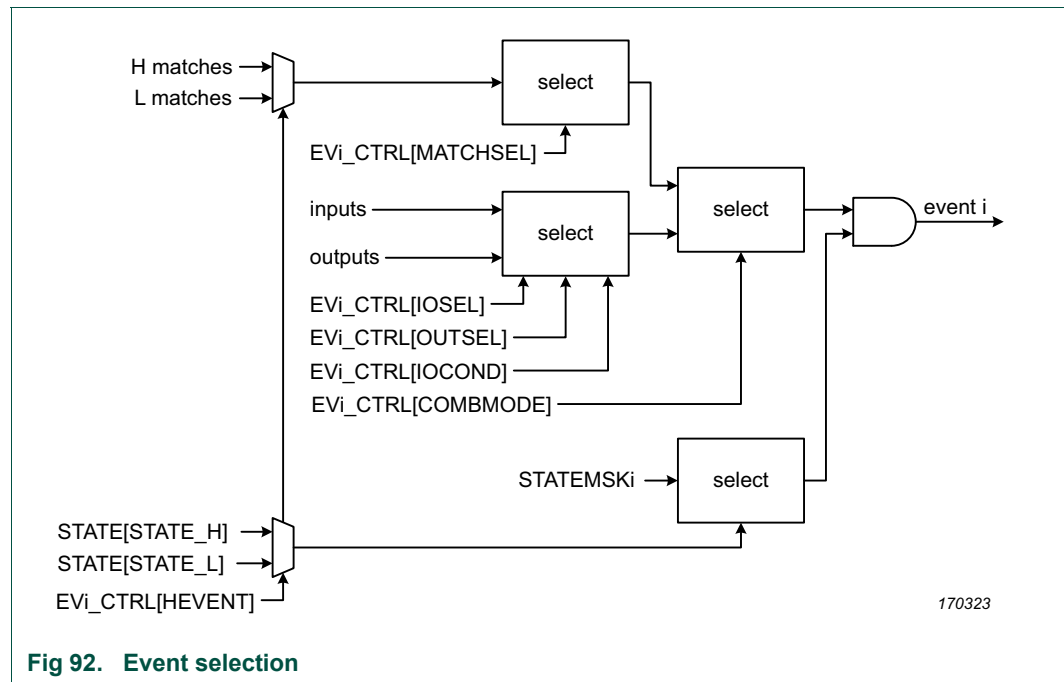 H matches
L matches
select
EVi_CTRL[MATCHSEL]
inputs
outputs
select
select
event i
EVi_CTRL[IOSEL]
EVi_CTRL[OUTSEL]
EVi_CTRL[IOCOND]
EVi_CTRL[COMBMODE]
STATEMSKi
select
STATE[STATE_H]
STATE[STATE_L]
EVi_CTRL[HEVENT]
170323
Fig 92. Event selection